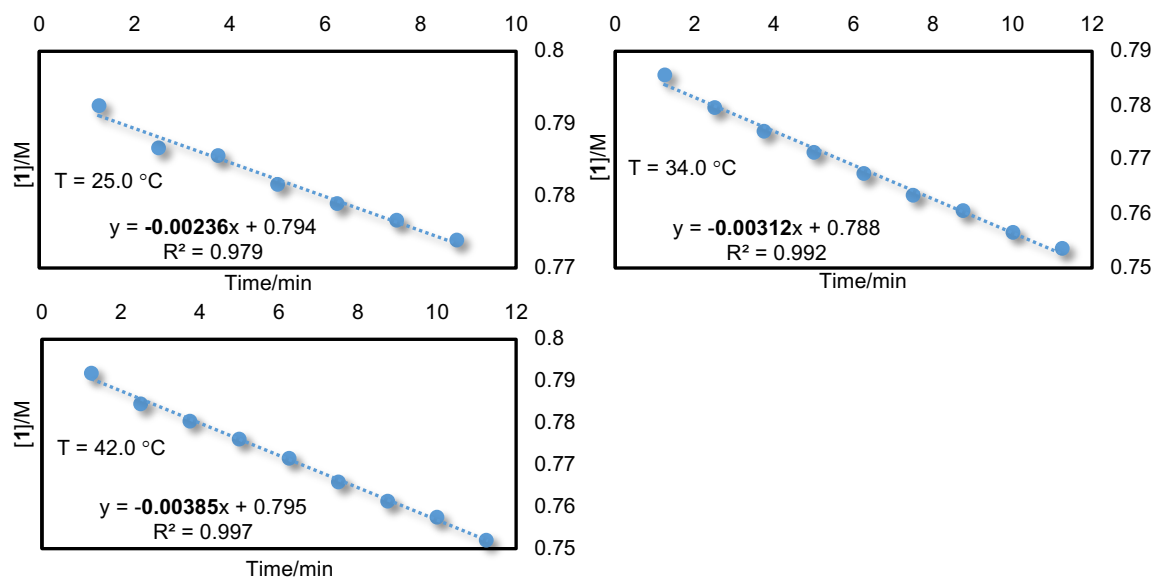 0 2 4 6 8 10
0.8
0.79
0.78
0.77
[1]/M
T = 25.0 °C
y = -0.00236x + 0.794
R² = 0.979
Time/min
0 2 4 6 8 10 12
0.79
0.78
0.77
0.76
0.75
[1]/M
T = 34.0 °C
y = -0.00312x + 0.788
R² = 0.992
Time/min
0 2 4 6 8 10 12
0.8
0.79
0.78
0.77
0.76
0.75
[1]/M
T = 42.0 °C
y = -0.00385x + 0.795
R² = 0.997
Time/min